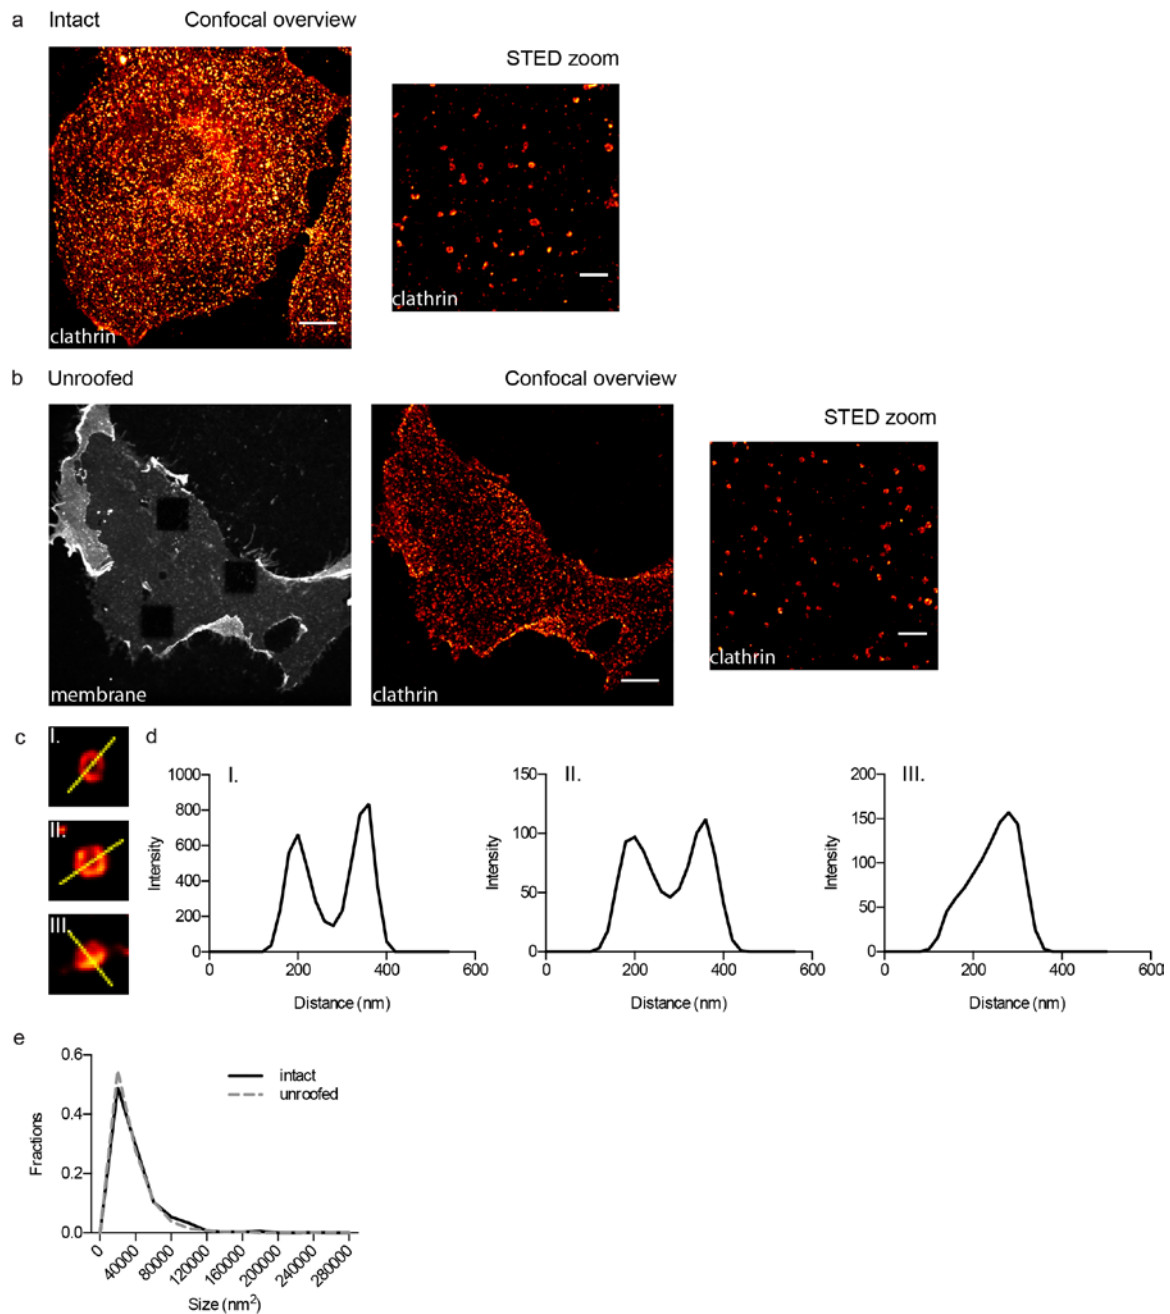 a Intact Confocal overview
STED zoom
clathrin
clathrin
b Unroofed Confocal overview
STED zoom
membrane
clathrin
clathrin
c
I.
II.
III.
d
I.
1000
800
600
400
200
0
Intensity
0 200 400 600
Distance (nm)
II.
150
100
50
0
Intensity
0 200 400 600
Distance (nm)
III.
200
150
100
50
0
Intensity
0 200 400 600
Distance (nm)
e
0.6
0.4
0.2
0.0
Fractions
intact
unroofed
0 40000 80000 120000 160000 200000 240000 280000
Size (nm²)